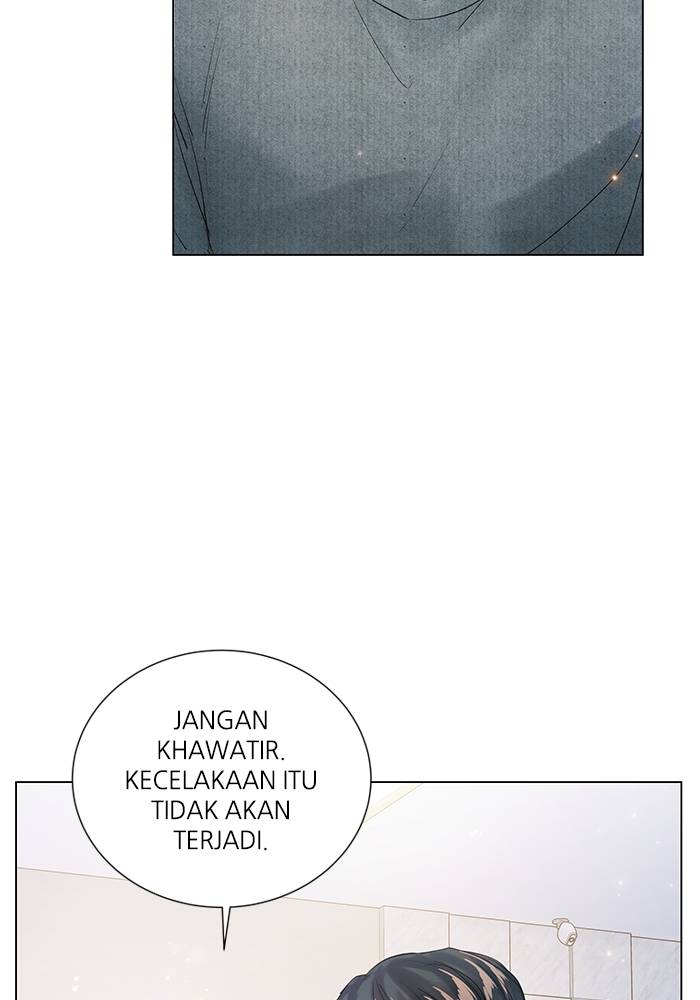 JANGAN
KHAWATIR.
KECELAKAAN ITU
TIDAK AKAN
TERJADI.